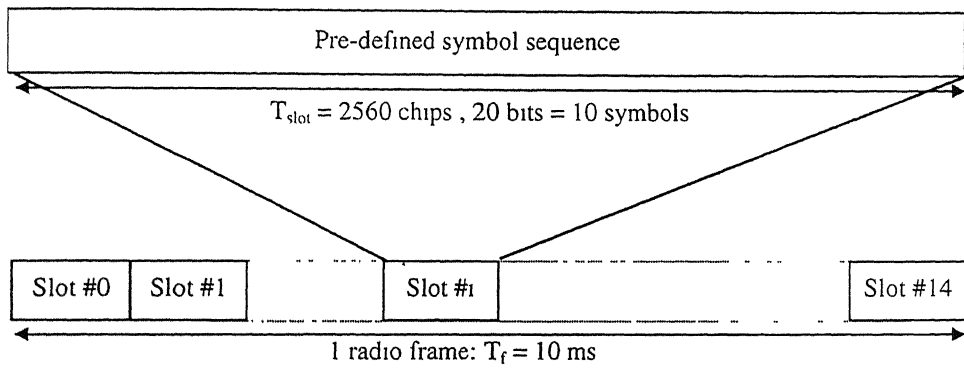 Pre-defined symbol sequence
T_slot = 2560 chips , 20 bits = 10 symbols
Slot #0 Slot #1 Slot #i Slot #14
1 radio frame: T_f = 10 ms